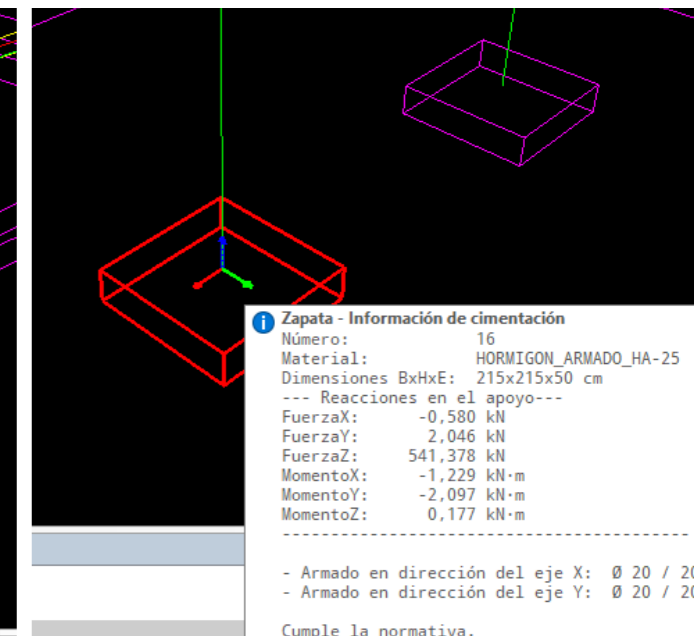 Zapata - Información de cimentación
Número: 16
Material: HORMIGON_ARMADO_HA-25
Dimensiones BxHxE: 215x215x50 cm
--- Reacciones en el apoyo---
FuerzaX: -0,580 kN
FuerzaY: 2,046 kN
FuerzaZ: 541,378 kN
MomentoX: -1,229 kN·m
MomentoY: -2,097 kN·m
MomentoZ: 0,177 kN·m
-----------------------------------------
- Armado en dirección del eje X: Ø 20 / 20
- Armado en dirección del eje Y: Ø 20 / 20
Cumple la normativa.